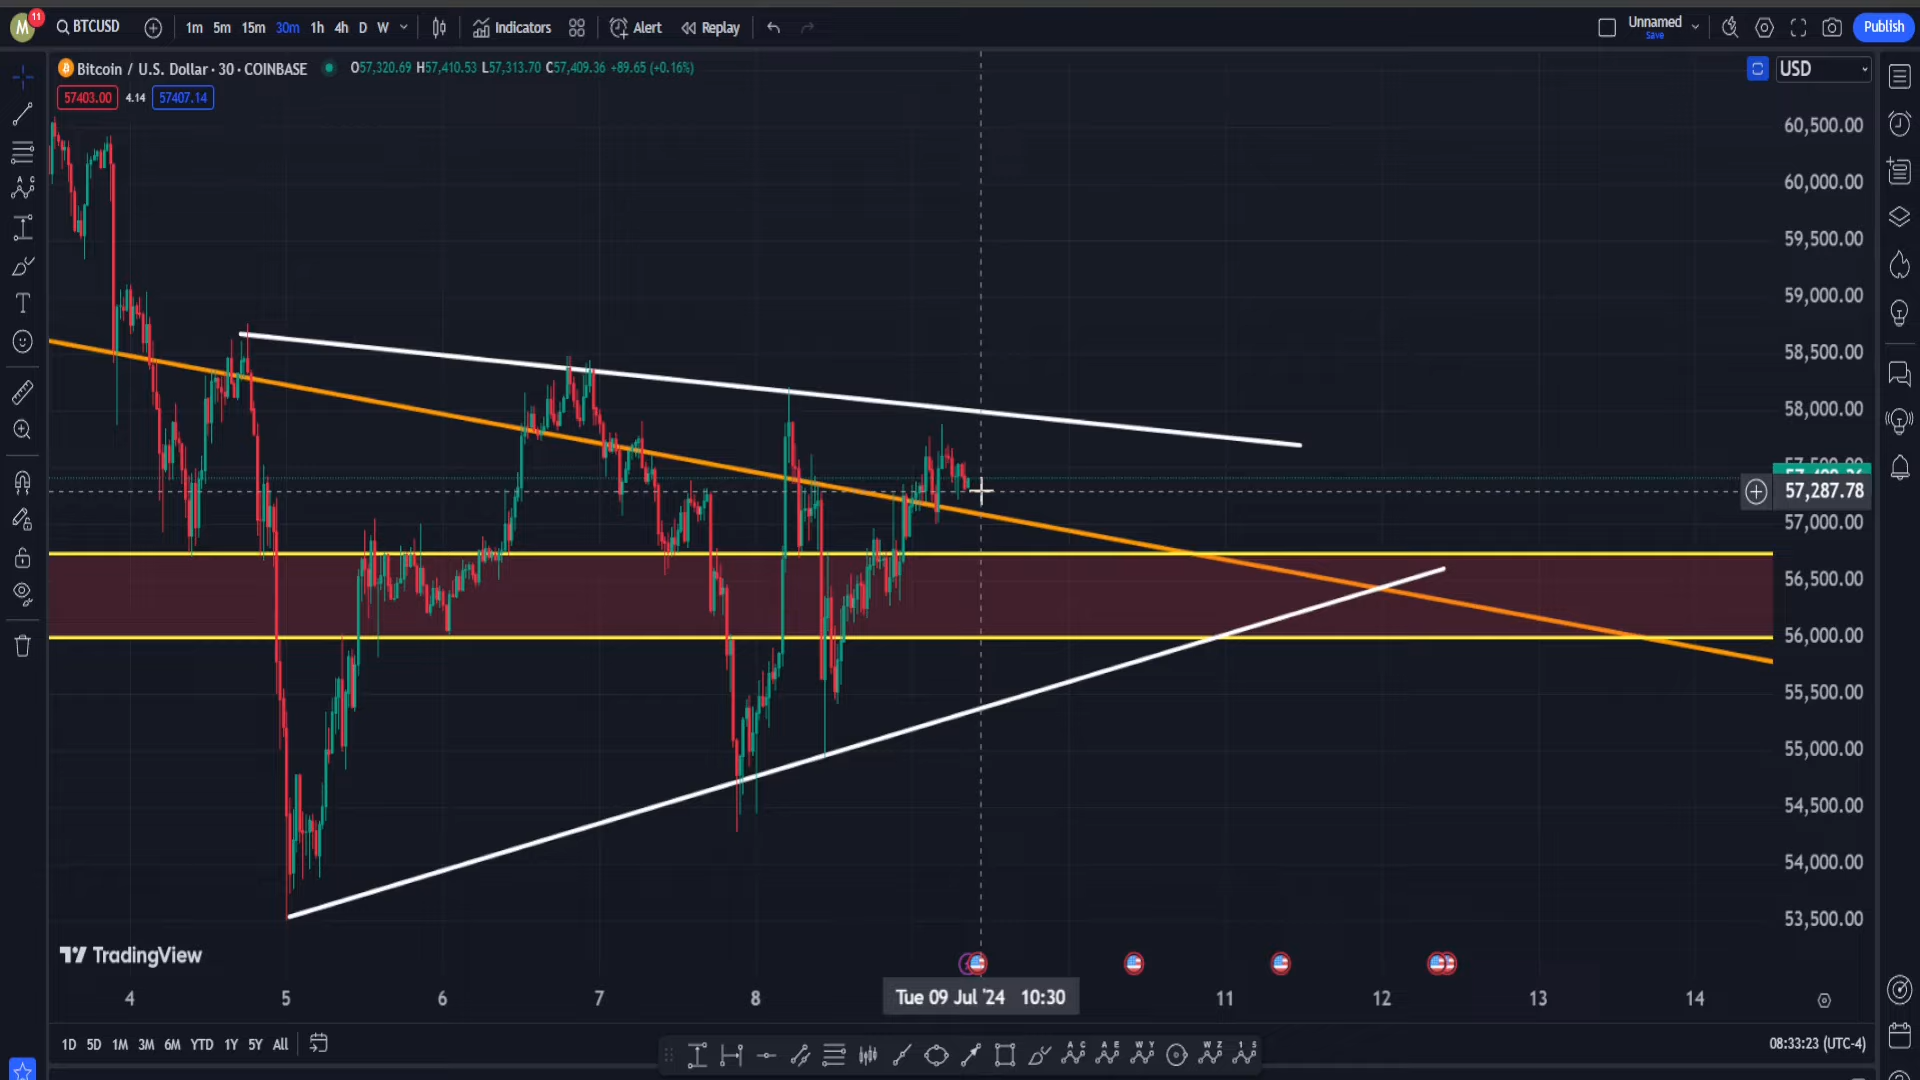 M 11 BTCUSD 1m 5m 15m 30m 1h 4h D W Indicators Alert Replay Unnamed Save Publish
Bitcoin / U.S. Dollar · 30 · COINBASE O57,320.69 H57,410.53 L57,313.70 C57,409.36 +89.65 (+0.16%) USD
57403.00 4.14 57407.14
60,500.00
60,000.00
59,500.00
59,000.00
58,500.00
58,000.00
57,287.78
57,000.00
56,500.00
56,000.00
55,500.00
55,000.00
54,500.00
54,000.00
53,500.00
TradingView
4 5 6 7 8 Tue 09 Jul '24 10:30 11 12 13 14
1D 5D 1M 3M 6M YTD 1Y 5Y All 08:33:23 (UTC-4)